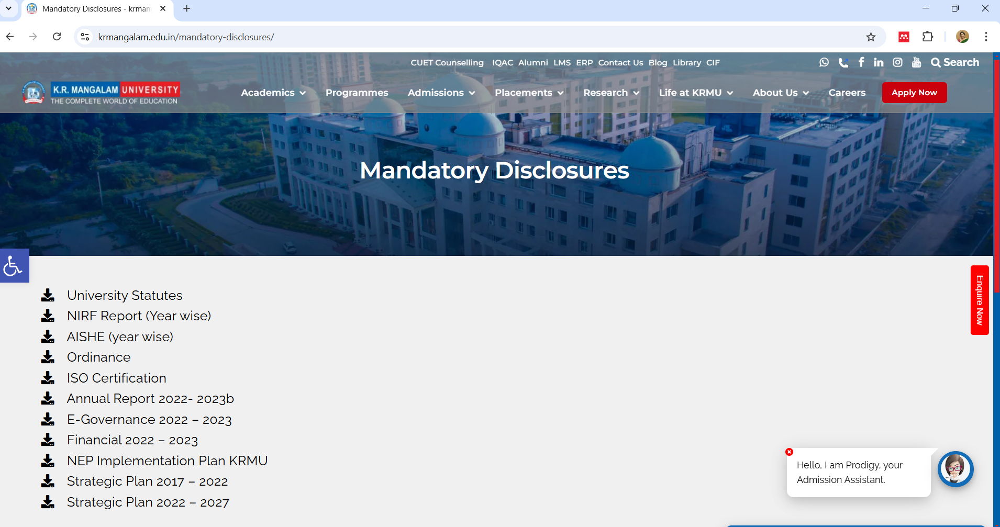 Mandatory Disclosures - krman
krmangalam.edu.in/mandatory-disclosures/
CUET Counselling IQAC Alumni LMS ERP Contact Us Blog Library CIF
You Tube
Search
K.R. MANGALAM UNIVERSITY
THE COMPLETE WORLD OF EDUCATION
Academics Programmes Admissions Placements Research Life at KRMU About Us Careers Apply Now
Mandatory Disclosures
Enquire Now
University Statutes
NIRF Report (Year wise)
AISHE (year wise)
Ordinance
ISO Certification
Annual Report 2022- 2023b
E-Governance 2022 – 2023
Financial 2022 – 2023
NEP Implementation Plan KRMU
Strategic Plan 2017 – 2022
Strategic Plan 2022 – 2027
Hello, I am Prodigy, your
Admission Assistant.